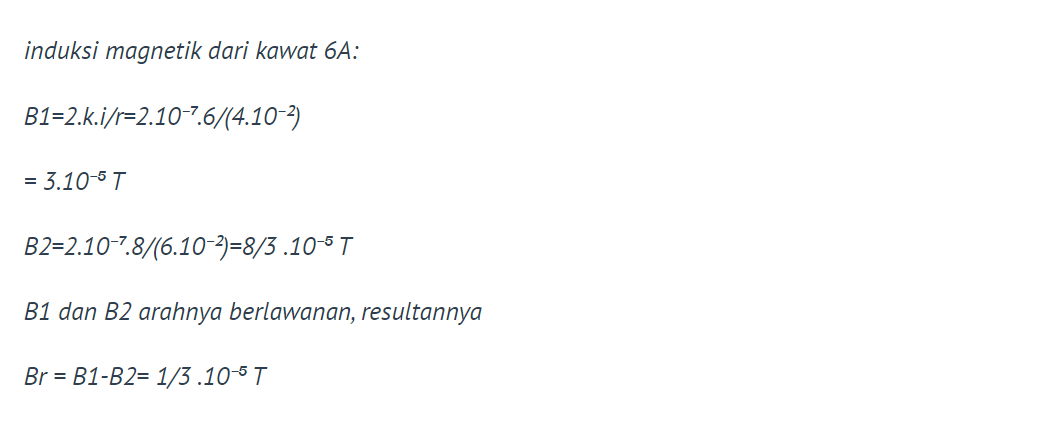 induksi magnetik dari kawat 6A:
B1=2.k.i/r=2.10⁻⁷.6/(4.10⁻²)
= 3.10⁻⁵ T
B2=2.10⁻⁷.8/(6.10⁻²)=8/3 .10⁻⁵ T
B1 dan B2 arahnya berlawanan, resultannya
Br = B1-B2= 1/3 .10⁻⁵ T